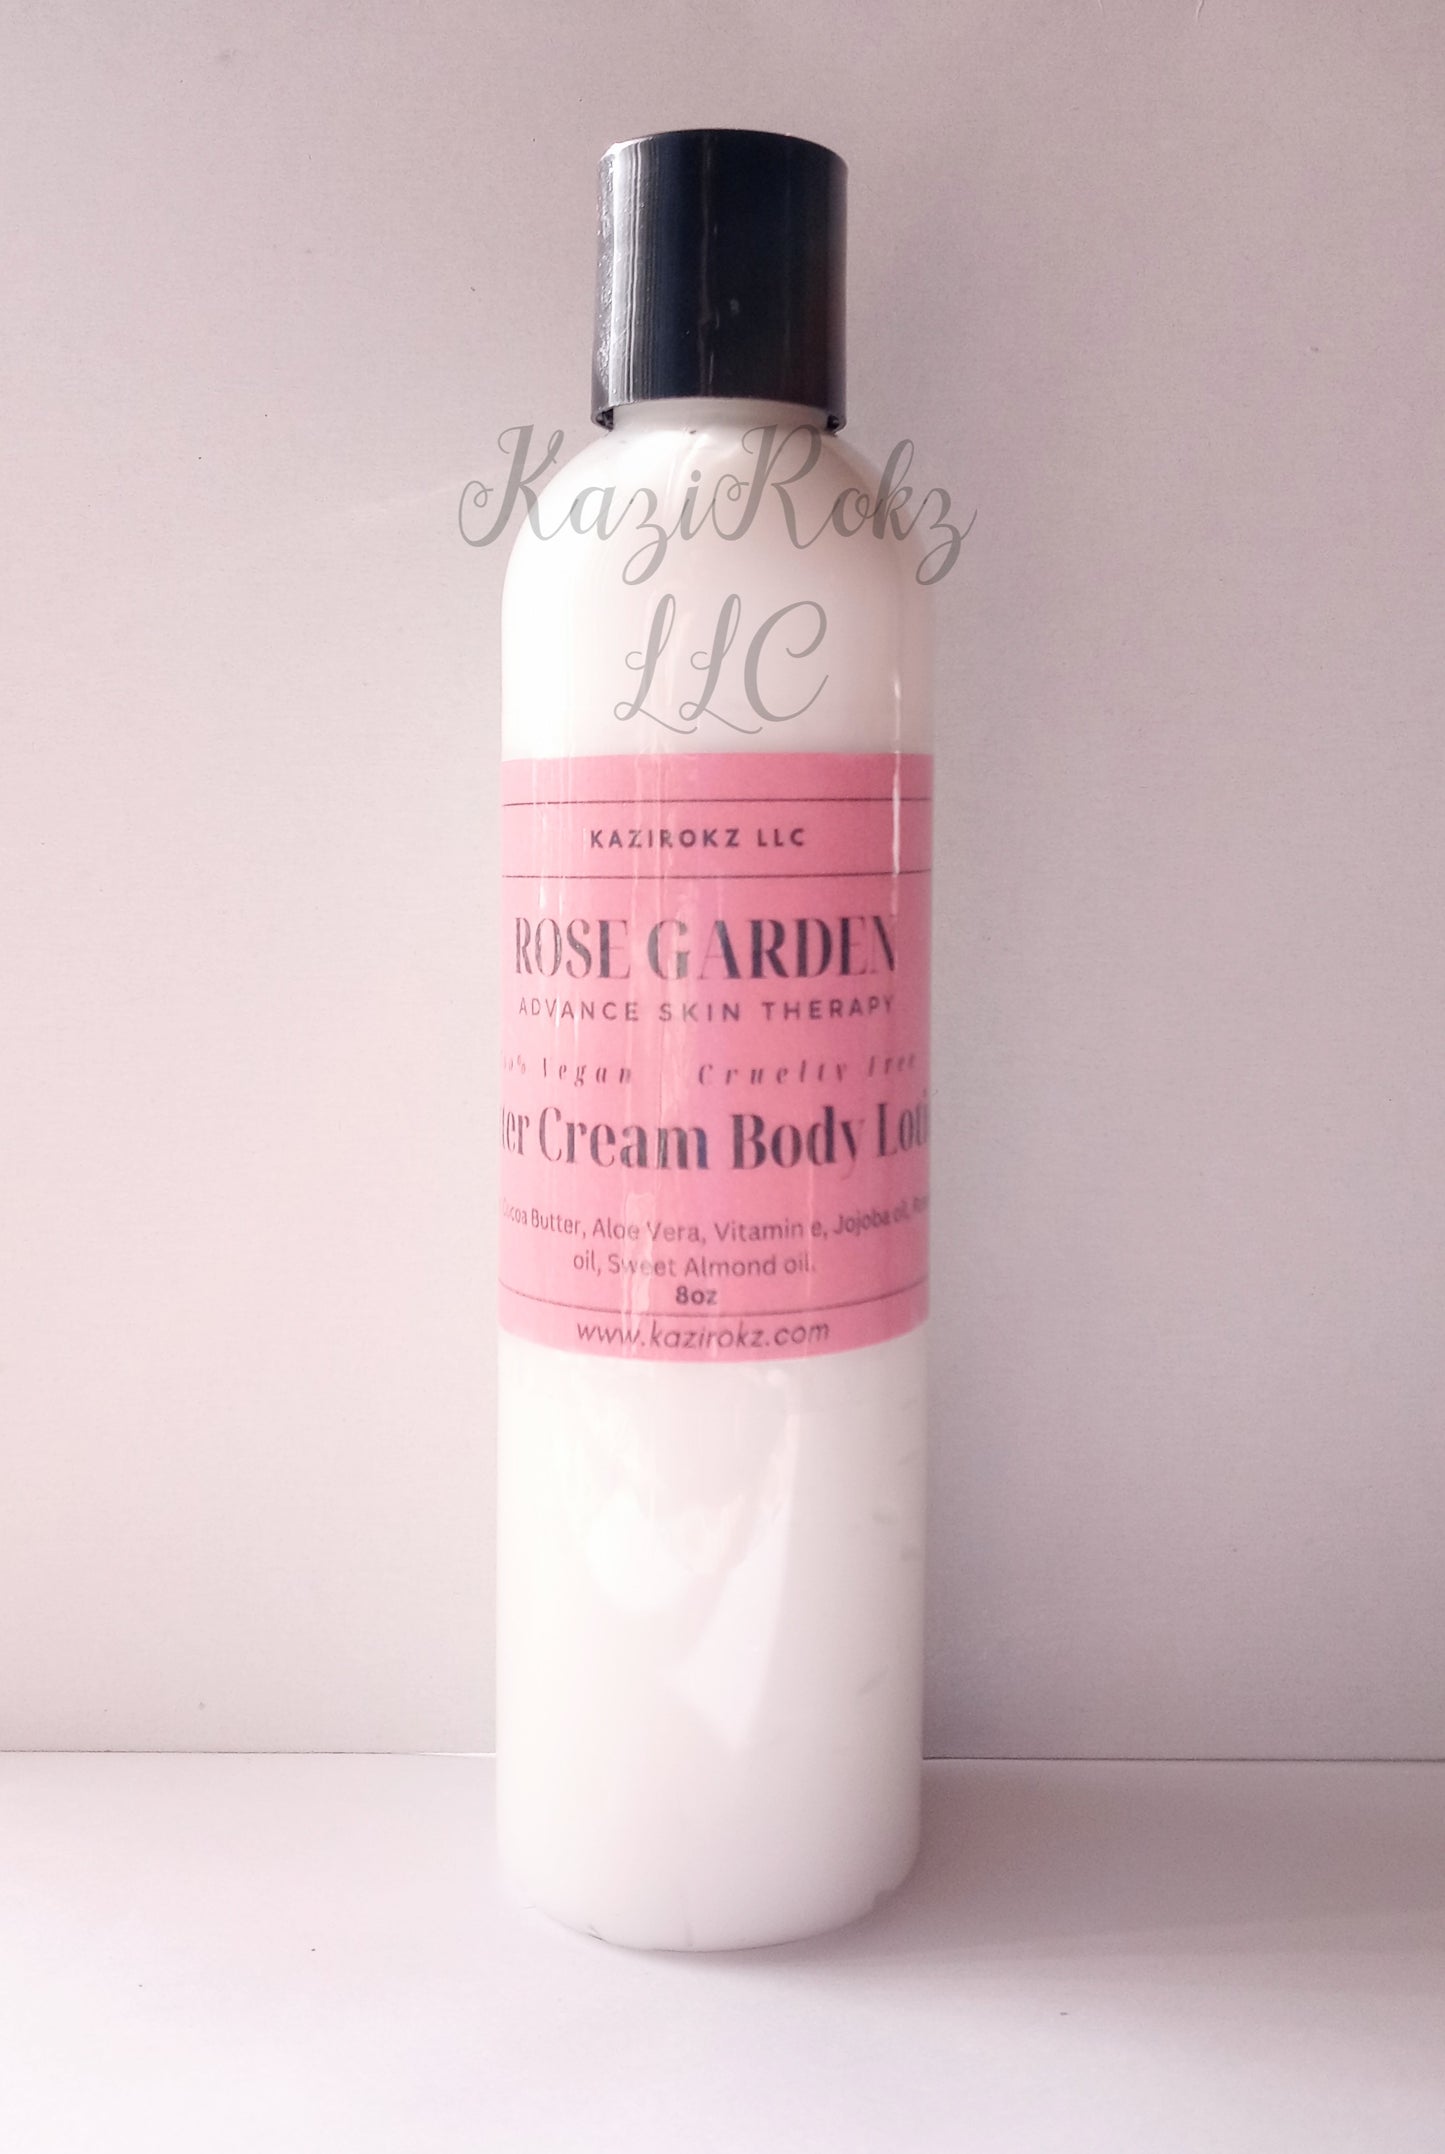 KaziRokz
LLC
KAZIROKZ LLC
ROSE GARDEN
ADVANCE SKIN THERAPY
Vegan Cruelty Free
Cream Body
Cocoa Butter, Aloe Vera, Vitamin e, Jojoba oil,
oil, Sweet Almond oil.
8oz
www.kazirokz.com